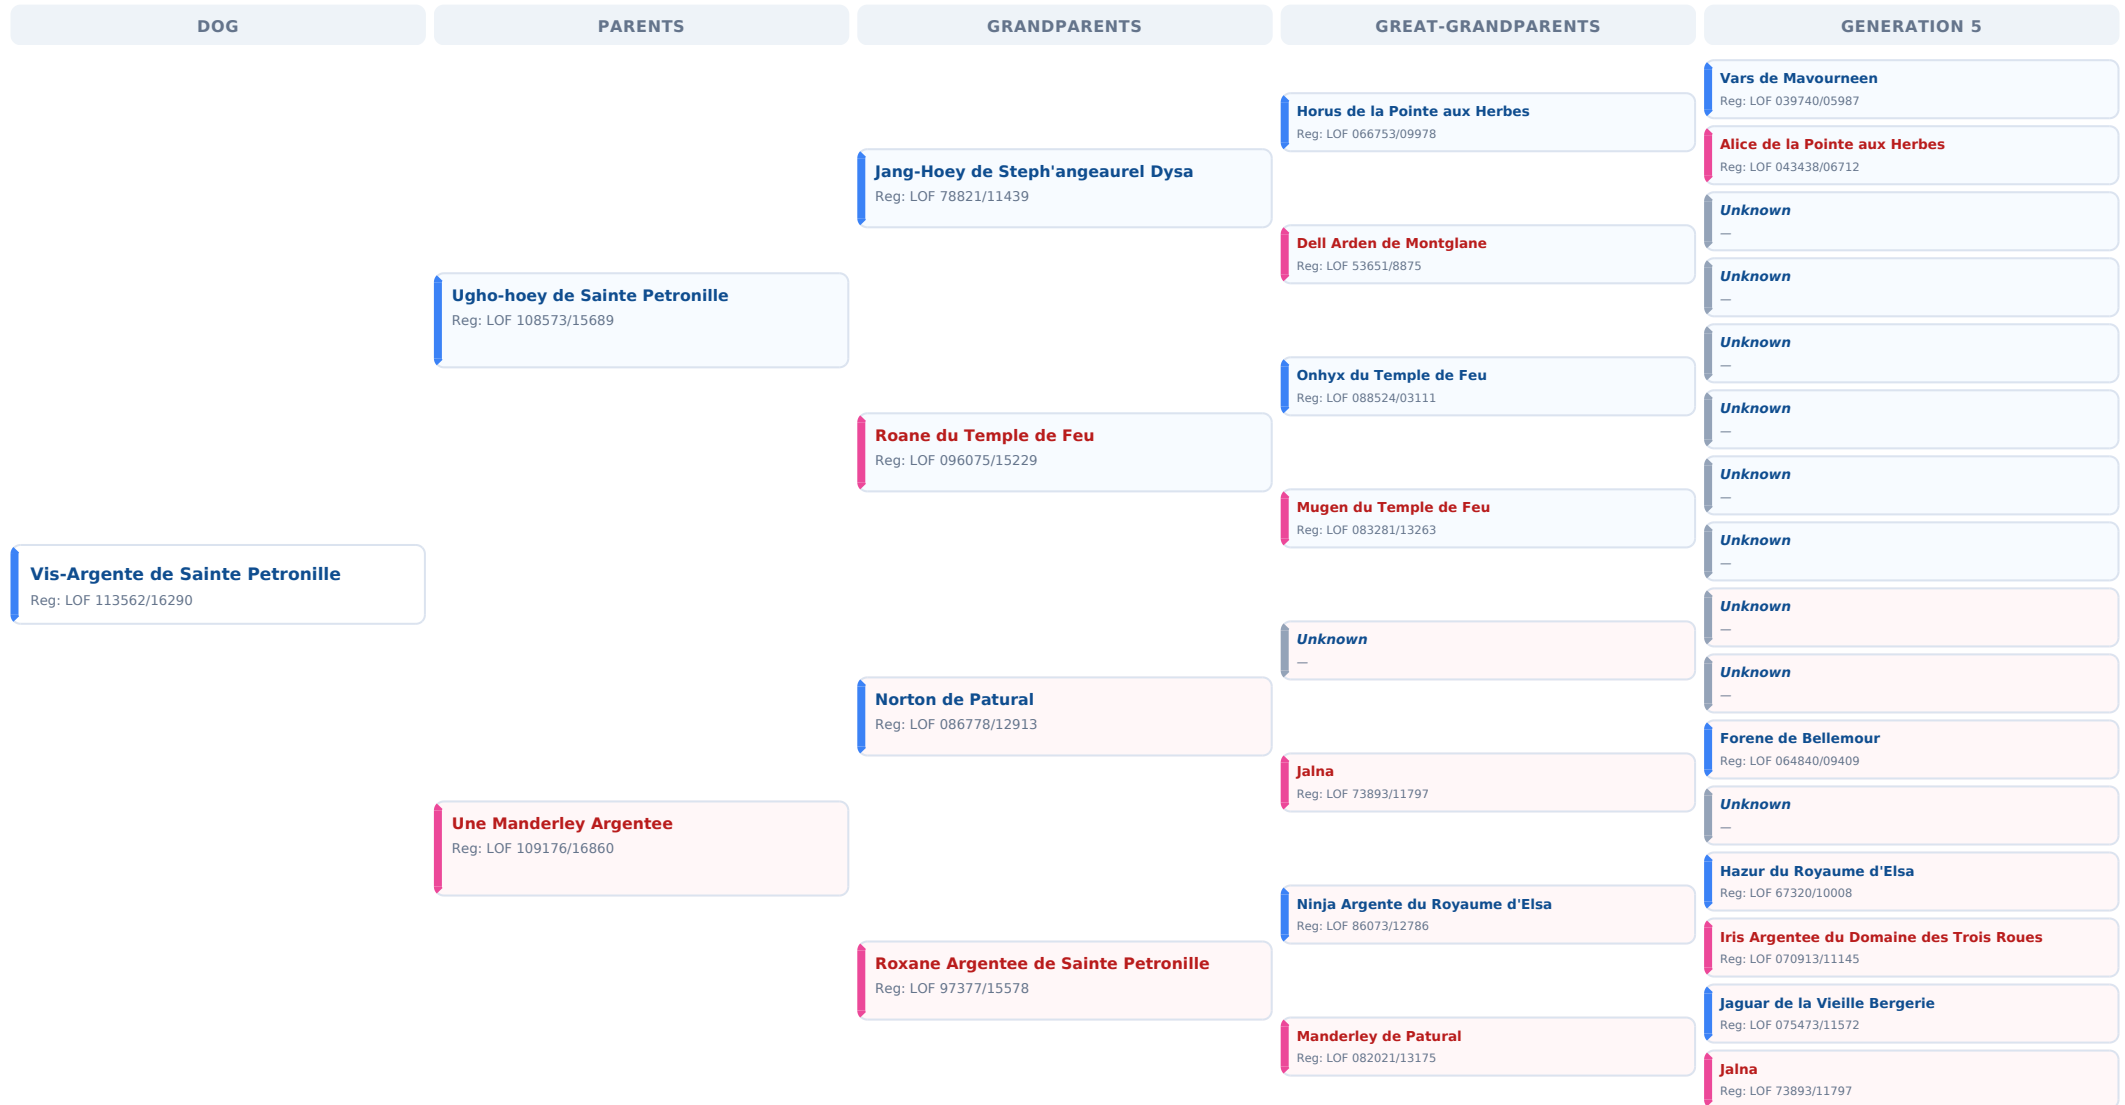 DOG
PARENTS
GRANDPARENTS
GREAT-GRANDPARENTS
GENERATION 5
Vis-Argente de Sainte Petronille
Reg: LOF 113562/16290
Ugho-hoey de Sainte Petronille
Reg: LOF 108573/15689
Une Manderley Argentee
Reg: LOF 109176/16860
Jang-Hoey de Steph'angeaurel Dysa
Reg: LOF 78821/11439
Roane du Temple de Feu
Reg: LOF 096075/15229
Norton de Patural
Reg: LOF 086778/12913
Roxane Argentee de Sainte Petronille
Reg: LOF 97377/15578
Horus de la Pointe aux Herbes
Reg: LOF 066753/09978
Dell Arden de Montglane
Reg: LOF 53651/8875
Onhyx du Temple de Feu
Reg: LOF 088524/03111
Mugen du Temple de Feu
Reg: LOF 083281/13263
Unknown
—
Jalna
Reg: LOF 73893/11797
Ninja Argente du Royaume d'Elsa
Reg: LOF 86073/12786
Manderley de Patural
Reg: LOF 082021/13175
Vars de Mavourneen
Reg: LOF 039740/05987
Alice de la Pointe aux Herbes
Reg: LOF 043438/06712
Unknown
—
Unknown
—
Unknown
—
Unknown
—
Unknown
—
Unknown
—
Unknown
—
Unknown
—
Forene de Bellemour
Reg: LOF 064840/09409
Unknown
—
Hazur du Royaume d'Elsa
Reg: LOF 67320/10008
Iris Argentee du Domaine des Trois Roues
Reg: LOF 070913/11145
Jaguar de la Vieille Bergerie
Reg: LOF 075473/11572
Jalna
Reg: LOF 73893/11797